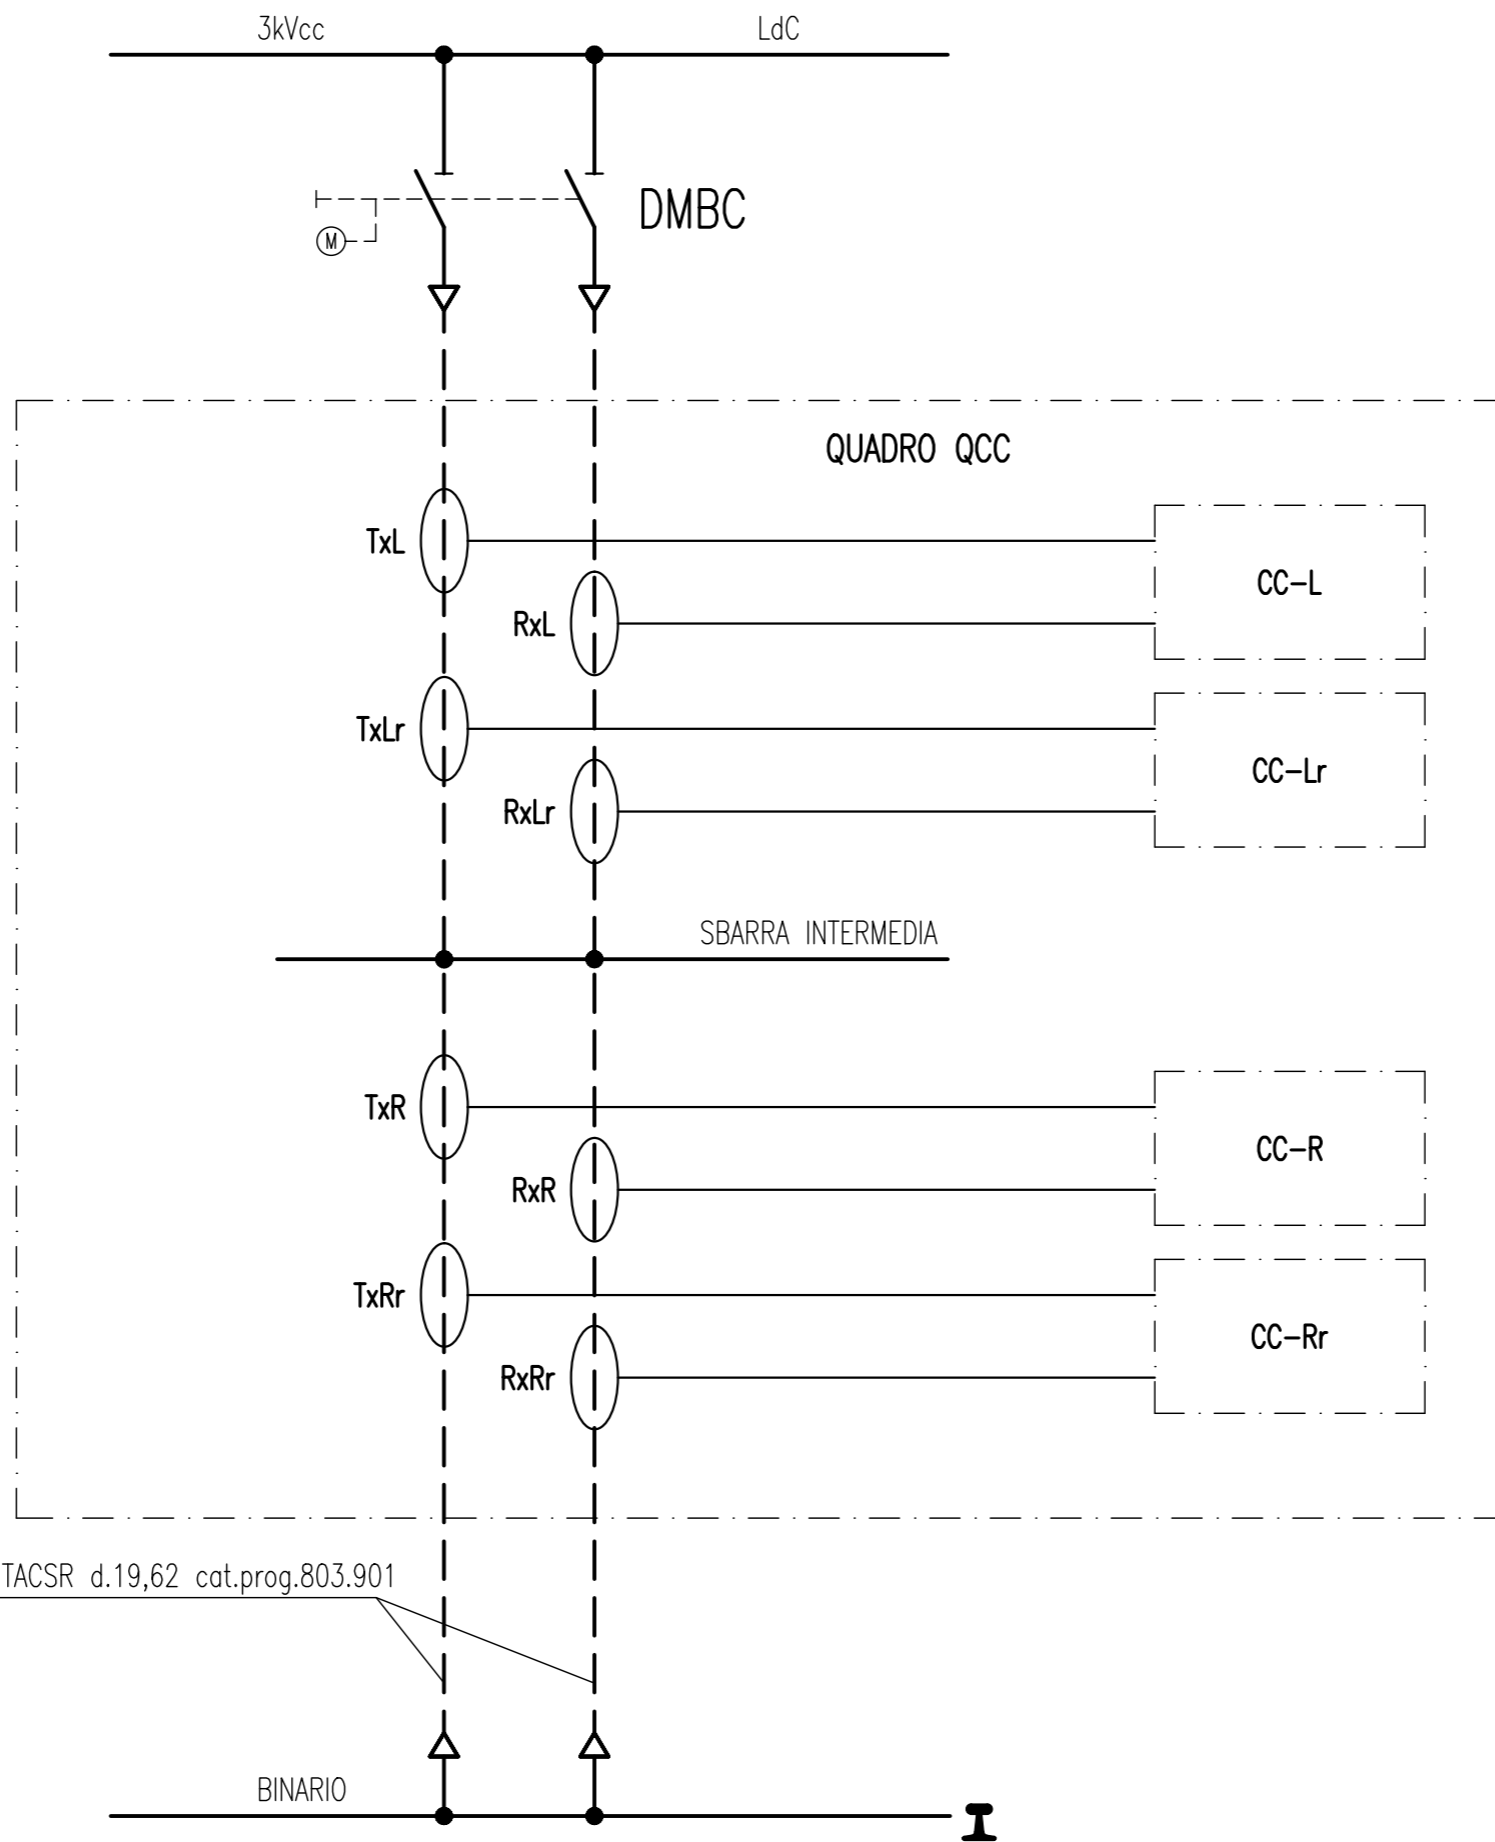 3kVcc LdC
DMBC
M
QUADRO QCC
TxL
CC-L
RxL
TxLr
CC-Lr
RxLr
SBARRA INTERMEDIA
TxR
CC-R
RxR
TxRr
CC-Rr
RxRr
TACSR d.19,62 cat.prog.803.901
BINARIO